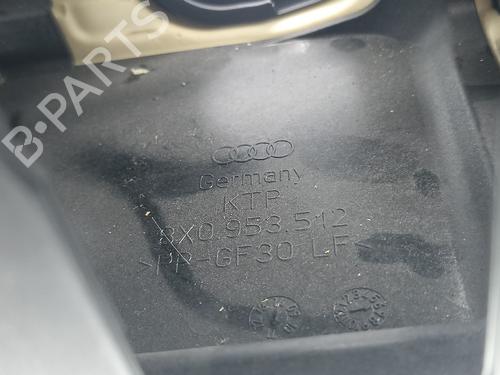 B-PARTS
Germany
KTP
8X0.953.512
>PP-GF30 LF<